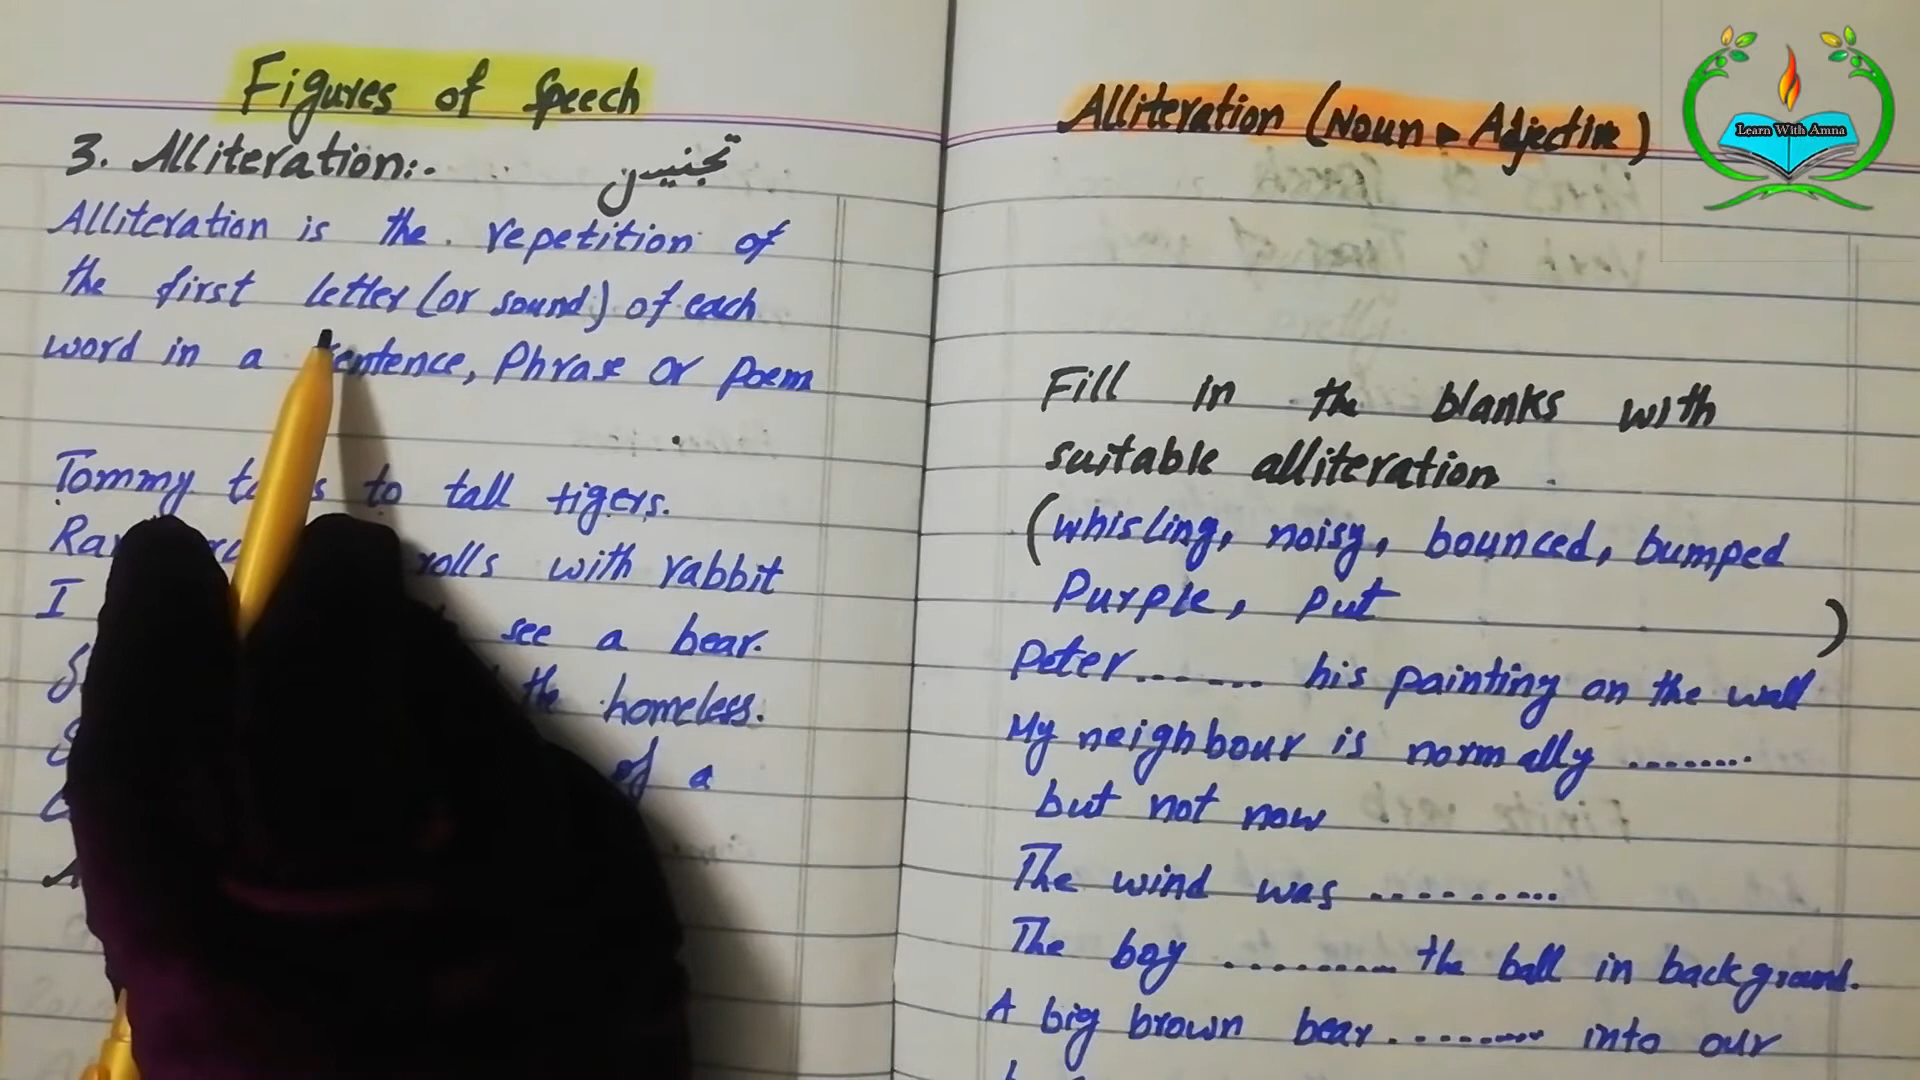 Figures of Speech
3. Alliteration:-
تجنیس
Alliteration is the repetition of
the first letter (or sound) of each
word in a sentence, Phrase or Poem
Tommy to tall tigers.
rolls with rabbit
I see a bear.
the homeless.
of a
Alliteration (Noun Adjective)
Learn With Amna
Fill in the blanks with
suitable alliteration.
(whisling, noisy, bounced, bumped
Purple, put)
Peter....... his painting on the wall
My neighbour is normally ........
but not now
The wind was ..........
The boy .......... the ball in background.
A big brown bear.......... into our